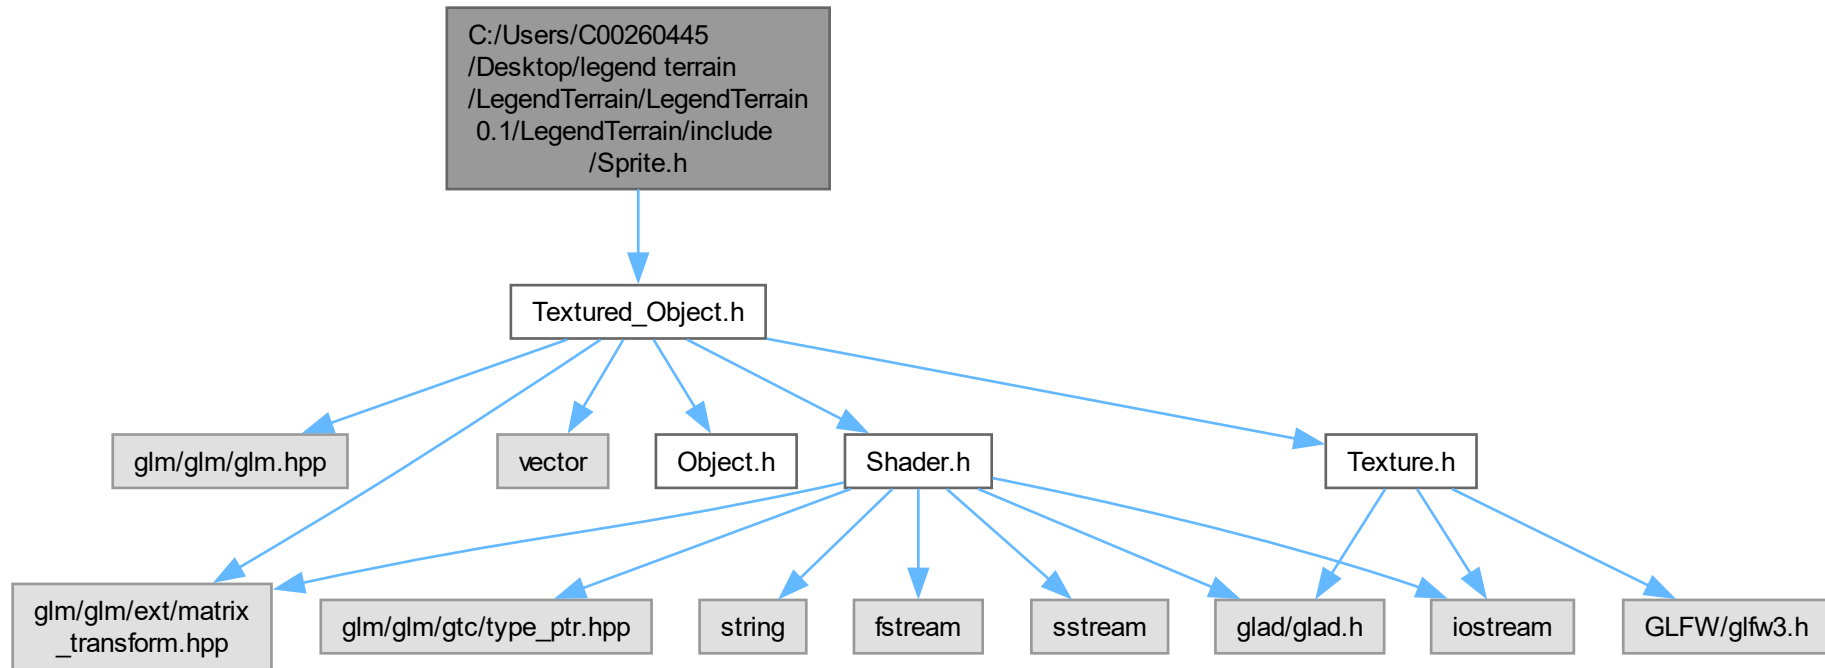 C:/Users/C00260445
/Desktop/legend terrain
/LegendTerrain/LegendTerrain
0.1/LegendTerrain/include
/Sprite.h
Textured_Object.h
glm/glm/glm.hpp
vector
Object.h
Shader.h
Texture.h
glm/glm/ext/matrix
_transform.hpp
glm/glm/gtc/type_ptr.hpp
string
fstream
sstream
glad/glad.h
iostream
GLFW/glfw3.h